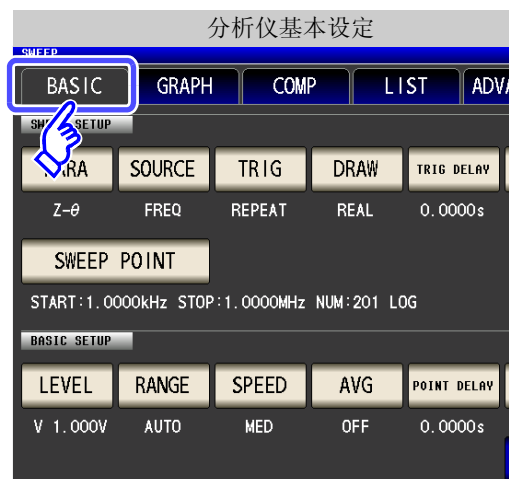 分析仪基本设定
SWEEP
BASIC GRAPH COMP LIST
SETUP
SOURCE TRIG DRAW TRIG DELAY
Z-θ FREQ REPEAT REAL 0.0000s
SWEEP POINT
START:1.0000kHz STOP:1.0000MHz NUM:201 LOG
BASIC SETUP
LEVEL RANGE SPEED AVG POINT DELAY
V 1.000V AUTO MED OFF 0.0000s